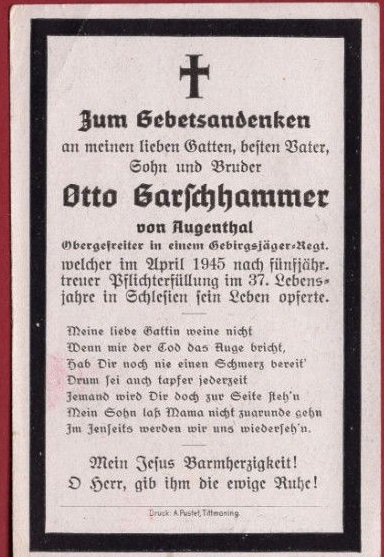 Zum Gebetsandenken
an meinen lieben Gatten, besten Vater,
Sohn und Bruder
Otto Garschhammer
von Augenthal
Obergefreiter in einem Gebirgsjäger-Regt.
welcher im April 1945 nach fünfjähr.
treuer Pflichterfüllung im 37. Lebens-
jahre in Schlesien sein Leben opferte.
Meine liebe Gattin weine nicht
Wenn mir der Tod das Auge bricht,
Hab Dir noch nie einen Schmerz bereit'
Drum sei auch tapfer jederzeit
Jemand wird Dir doch zur Seite steh'n
Mein Sohn laß Mama nicht zugrunde gehn
Im Jenseits werden wir uns wiederseh'n.
Mein Jesus Barmherzigkeit!
O Herr, gib ihm die ewige Ruhe!
Druck: A. Pustet, Tittmoning.